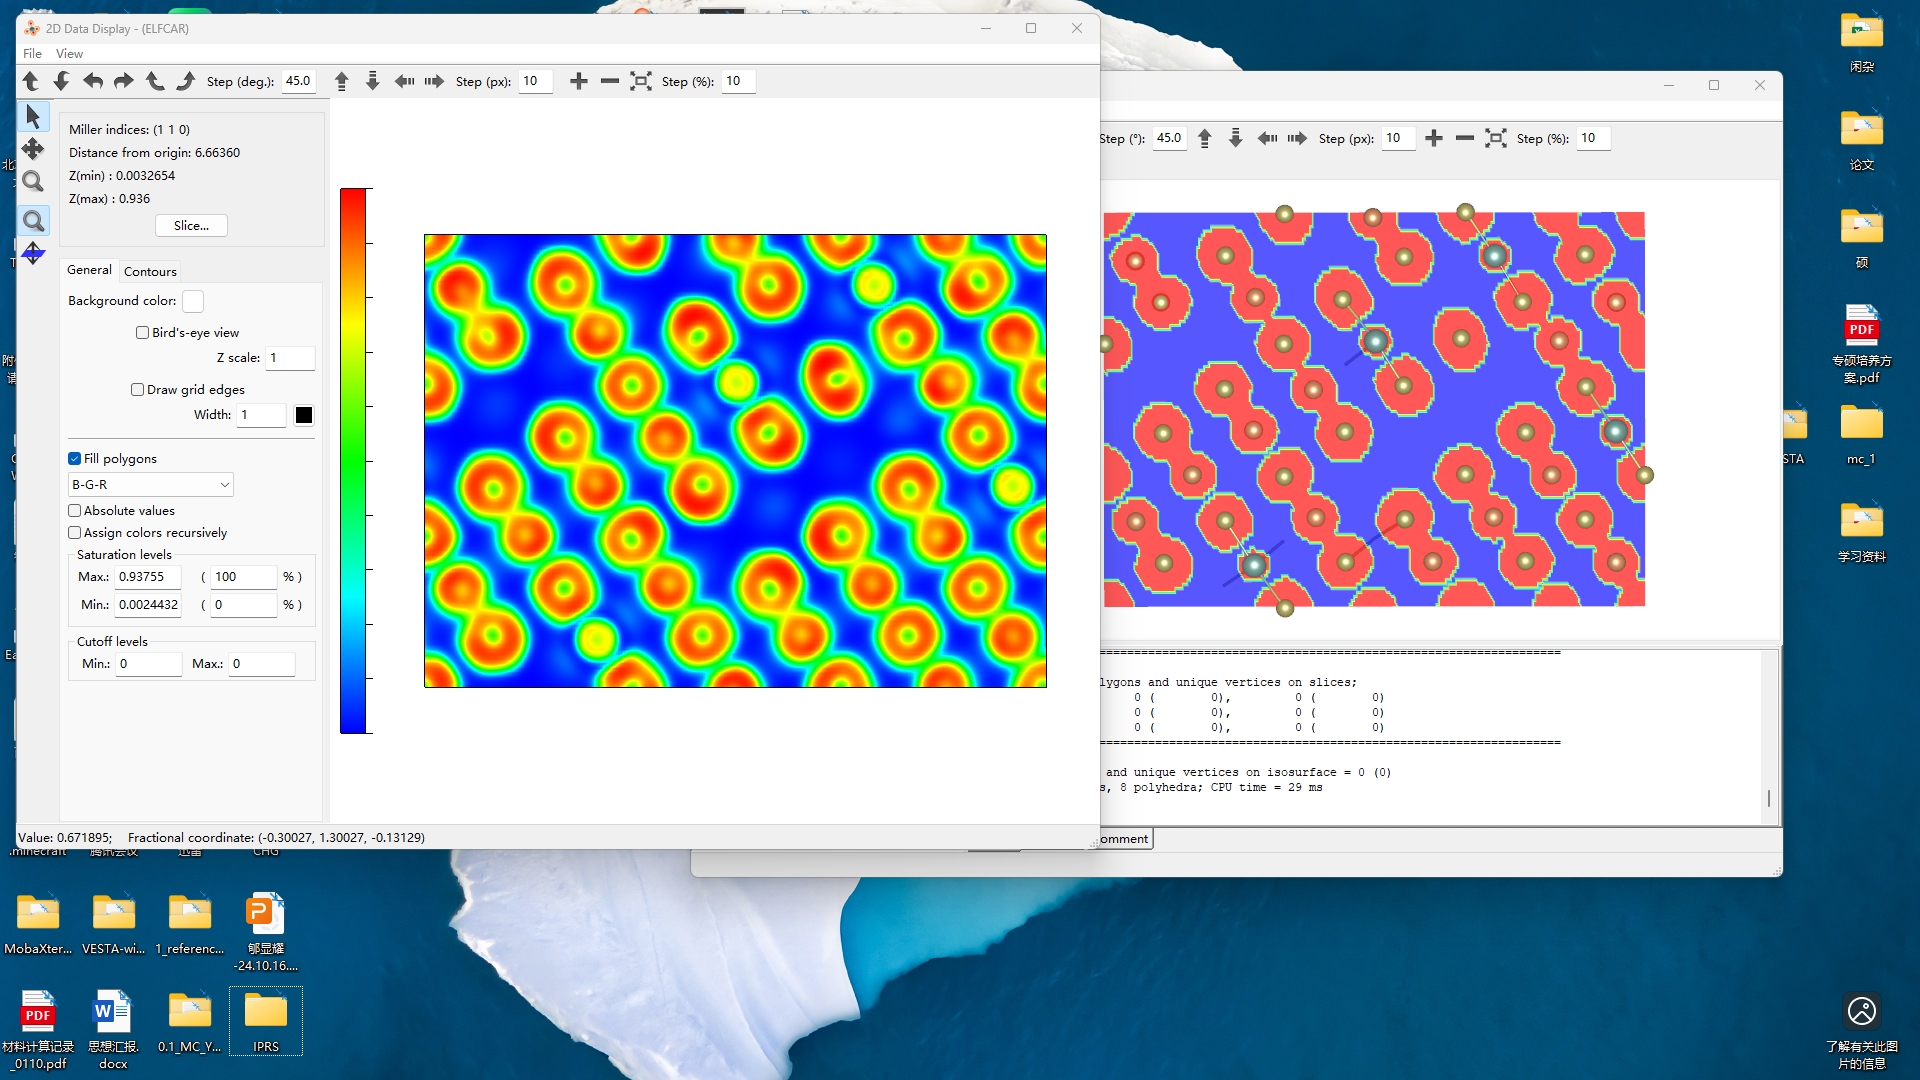 2D Data Display - (ELFCAR)
File View
Step (deg.): 45.0 Step (px): 10 Step (%): 10
Miller indices: (1 1 0)
Distance from origin: 6.66360
Z(min) : 0.0032654
Z(max) : 0.936
Slice...
General Contours
Background color:
Bird's-eye view
Z scale: 1
Draw grid edges
Width: 1
Fill polygons
B-G-R
Absolute values
Assign colors recursively
Saturation levels
Max.: 0.93755 ( 100 % )
Min.: 0.0024432 ( 0 % )
Cutoff levels
Min.: 0 Max.: 0
Value: 0.671895; Fractional coordinate: (-0.30027, 1.30027, -0.13129)
Step (°): 45.0 Step (px): 10 Step (%): 10
lygons and unique vertices on slices;
0 ( 0), 0 ( 0)
0 ( 0), 0 ( 0)
0 ( 0), 0 ( 0)
and unique vertices on isosurface = 0 (0)
s, 8 polyhedra; CPU time = 29 ms
omment
闲杂
论文
硕
PDF
专硕培养方
案.pdf
STA
mc_1
学习资料
了解有关此图
片的信息
.minecraft
腾讯会议
迅雷
CHG
MobaXter...
VESTA-wi...
1_referenc...
郇显耀
-24.10.16....
PDF
材料计算记录
_0110.pdf
思想汇报.
docx
0.1_MC_Y...
IPRS